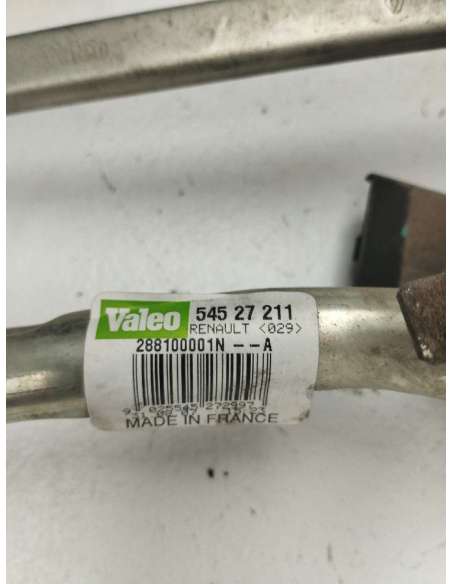 Valeo 545 27 211
RENAULT <029>
288100001N -- A
MADE IN FRANCE